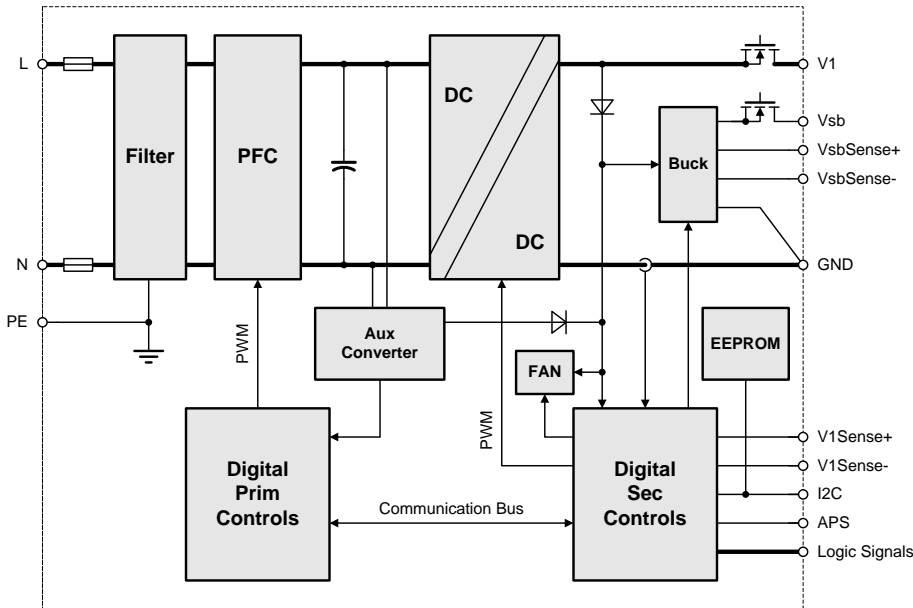 L
Filter
PFC
DC
DC
V1
Vsb
VsbSense+
VsbSense-
Buck
N
GND
PE
PWM
Aux
Converter
EEPROM
FAN
PWM
Digital
Prim
Controls
Communication Bus
Digital
Sec
Controls
V1Sense+
V1Sense-
I2C
APS
Logic Signals